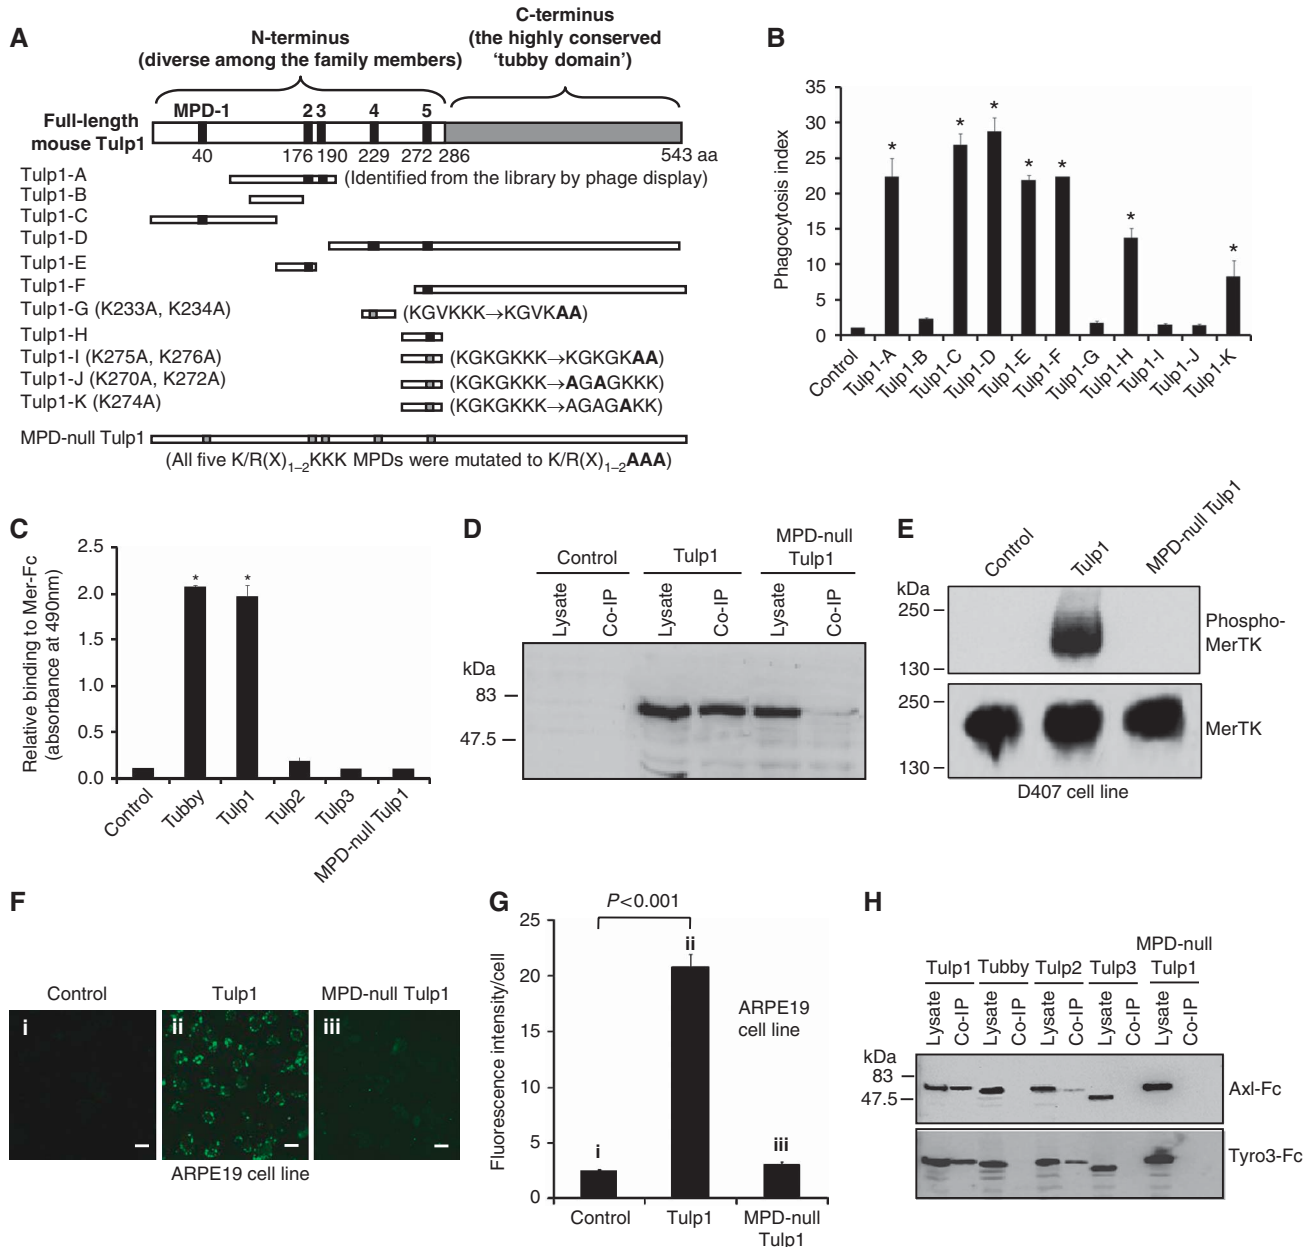 A
N-terminus
(diverse among the family members)
C-terminus
(the highly conserved
‘tubby domain’)
Full-length
mouse Tulp1
MPD-1 2 3 4 5
40 176 190 229 272 286 543 aa
Tulp1-A (Identified from the library by phage display)
Tulp1-B
Tulp1-C
Tulp1-D
Tulp1-E
Tulp1-F
Tulp1-G (K233A, K234A) (KGVKKK→KGVKAA)
Tulp1-H
Tulp1-I (K275A, K276A) (KGKGKKK→KGKGKAA)
Tulp1-J (K270A, K272A) (KGKGKKK→AGAGKKK)
Tulp1-K (K274A) (KGKGKKK→AGAGAKK)
MPD-null Tulp1
(All five K/R(X)1–2KKK MPDs were mutated to K/R(X)1–2AAA)
B
Phagocytosis index
35
30
25
20
15
10
5
0
* * * * * * *
Control Tulp1-A Tulp1-B Tulp1-C Tulp1-D Tulp1-E Tulp1-F Tulp1-G Tulp1-H Tulp1-I Tulp1-J Tulp1-K
C
Relative binding to Mer-Fc
(absorbance at 490nm)
2.5
2.0
1.5
1.0
0.5
0.0
* *
Control Tubby Tulp1 Tulp2 Tulp3 MPD-null Tulp1
D
Control Tulp1 MPD-null
Tulp1
Lysate Co-IP Lysate Co-IP Lysate Co-IP
kDa
83
47.5
E
Control Tulp1 MPD-null Tulp1
kDa
250
130
Phospho-
MerTK
250
130
MerTK
D407 cell line
F
Control Tulp1 MPD-null Tulp1
i ii iii
ARPE19 cell line
G
Fluorescence intensity/cell
25
20
15
10
5
0
P<0.001
i ii iii
ARPE19
cell line
Control Tulp1 MPD-null
Tulp1
H
Tulp1 Tubby Tulp2 Tulp3 MPD-null
Tulp1
Lysate Co-IP Lysate Co-IP Lysate Co-IP Lysate Co-IP Lysate Co-IP
kDa
83
47.5
Axl-Fc
Tyro3-Fc